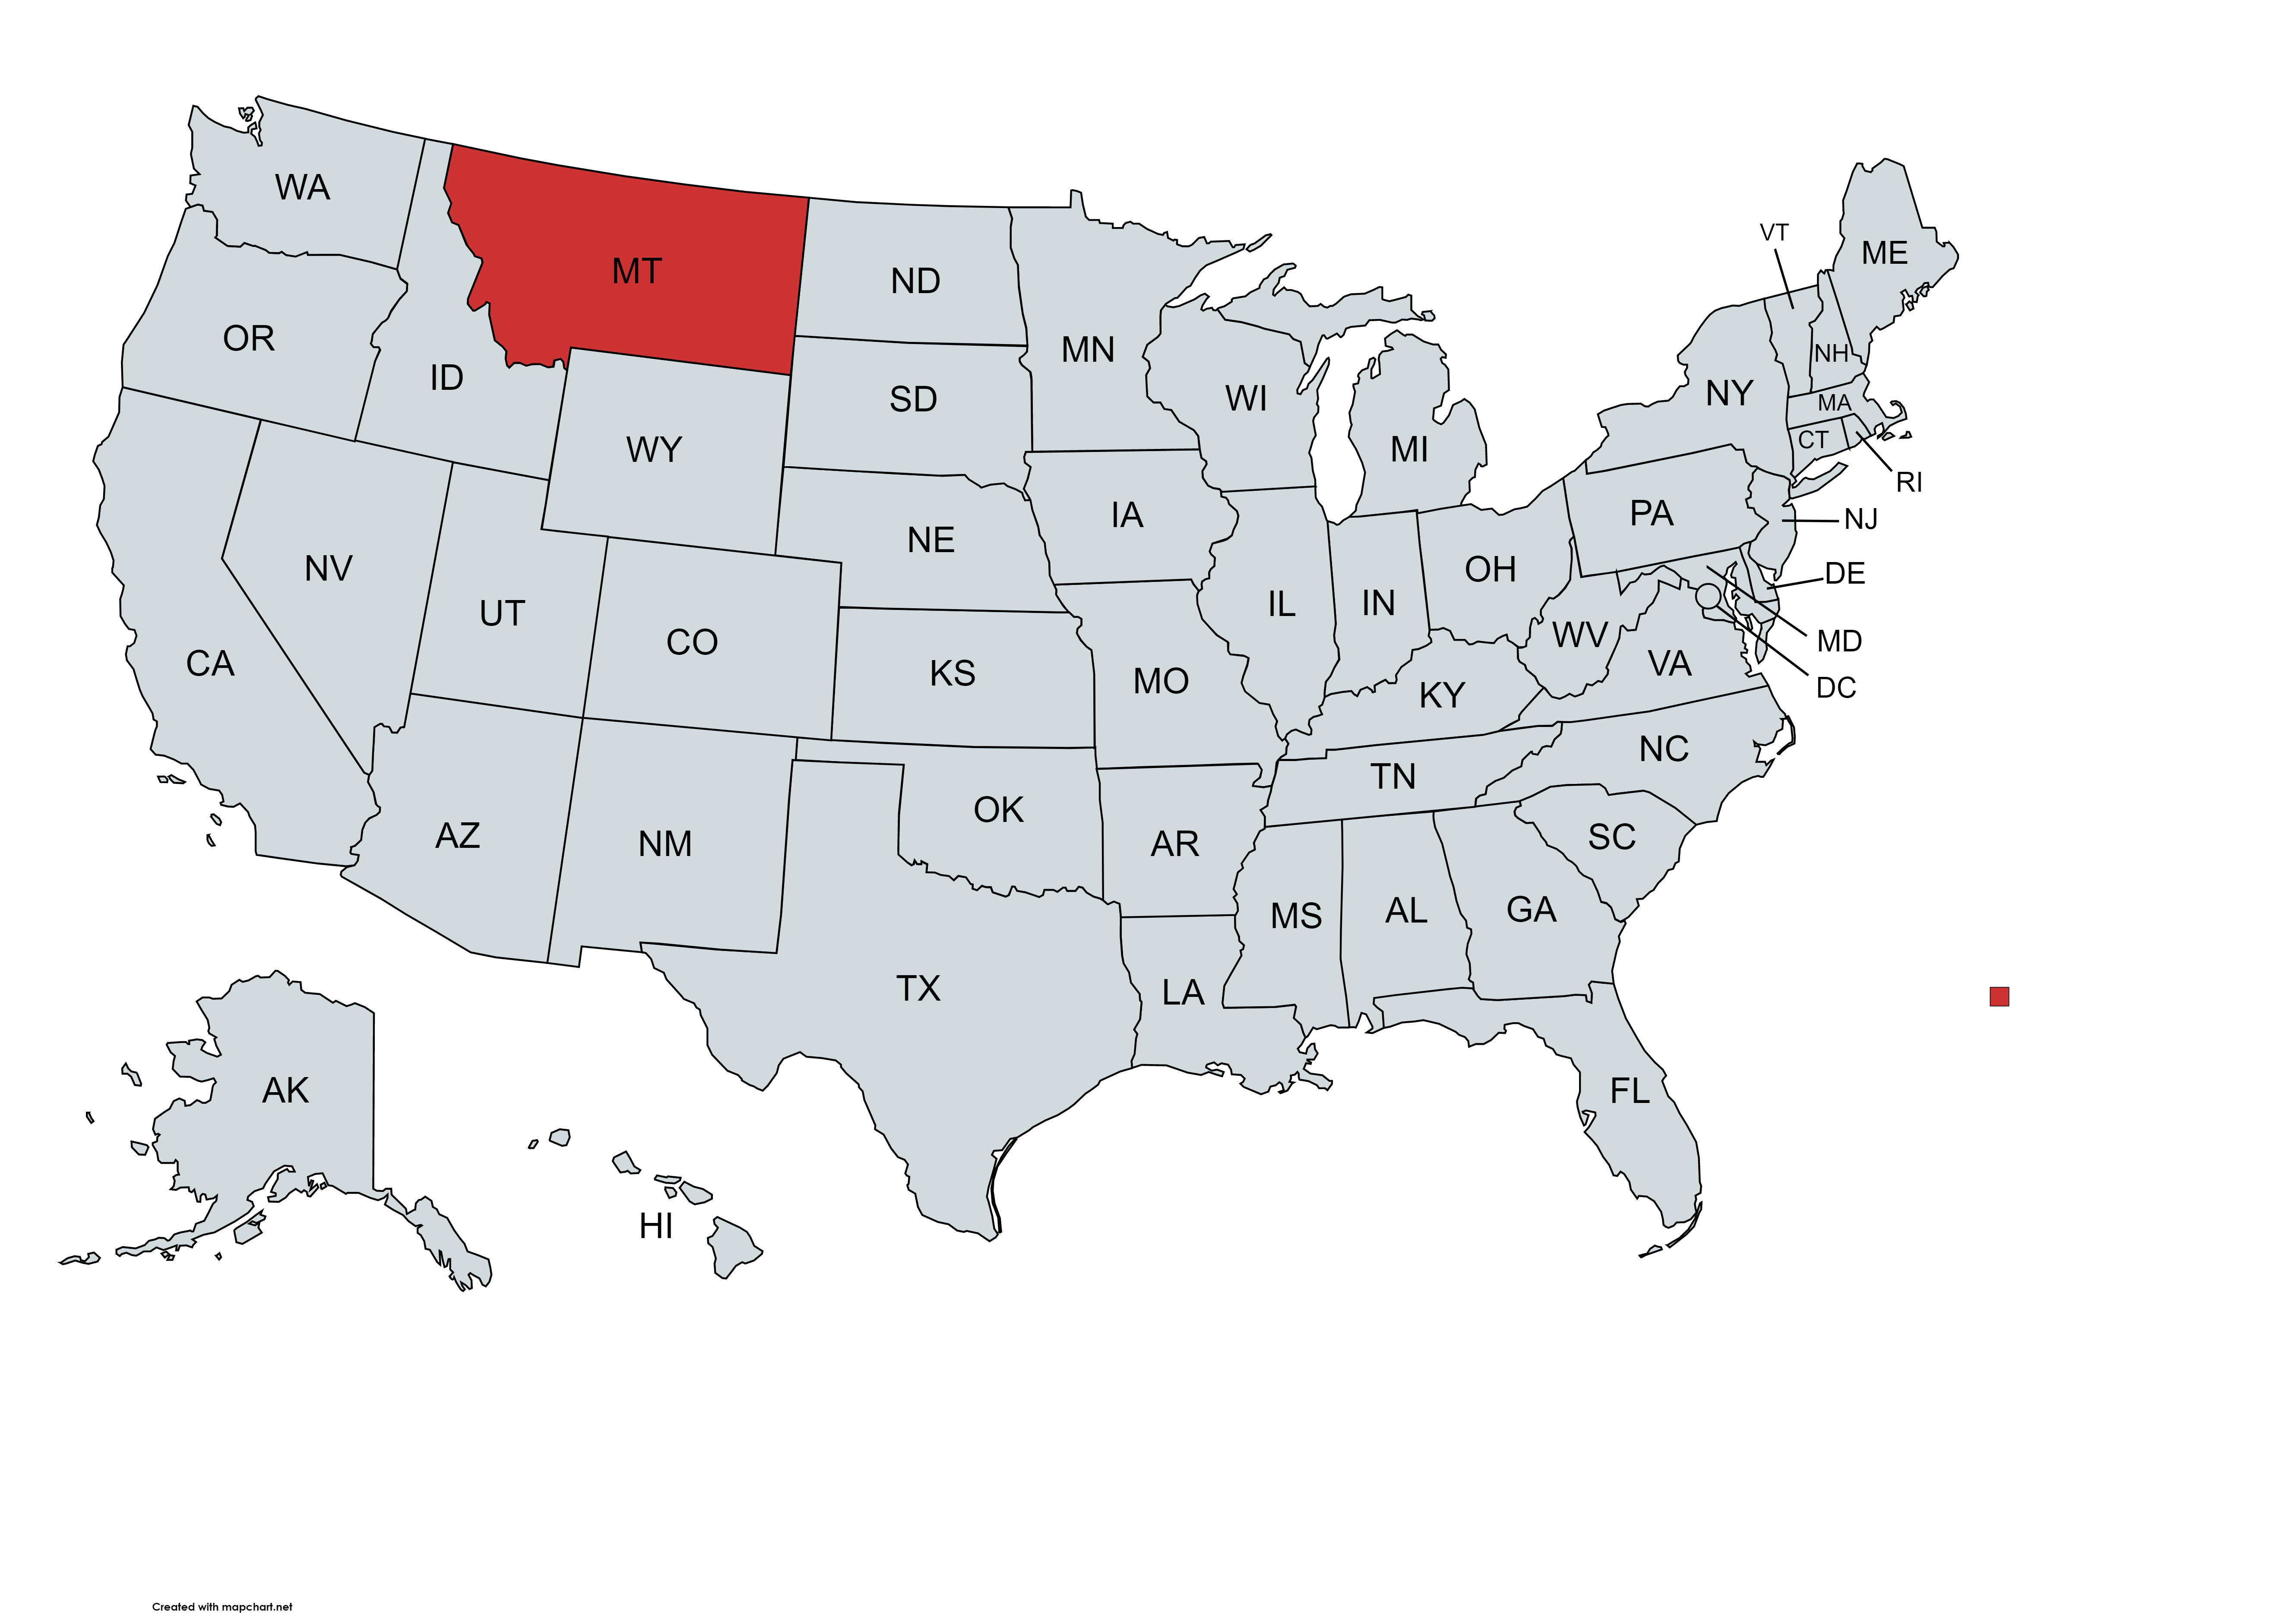 WA
MT
ND
MN
VT
ME
OR
ID
SD
WI
MI
NY
NH
MA
CT
RI
WY
NE
IA
PA
NJ
NV
UT
CO
IL
IN
OH
DE
CA
KS
MO
WV
VA
MD
KY
DC
AZ
NM
OK
AR
TN
NC
SC
MS
AL
GA
TX
LA
FL
AK
HI
Created with mapchart.net